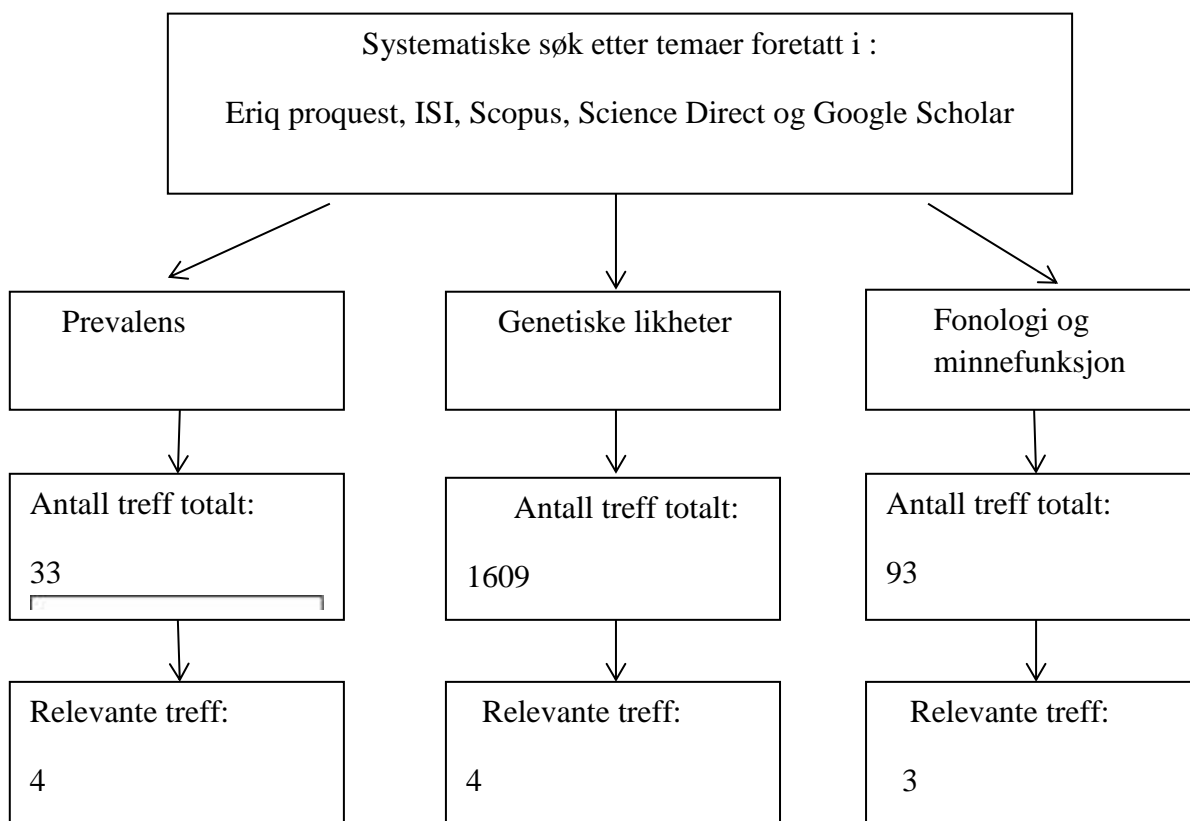 Systematiske søk etter temaer foretatt i :
Eriq proquest, ISI, Scopus, Science Direct og Google Scholar
Prevalens
Genetiske likheter
Fonologi og
minnefunksjon
Antall treff totalt:
33
Antall treff totalt:
1609
Antall treff totalt:
93
Relevante treff:
4
Relevante treff:
4
Relevante treff:
3